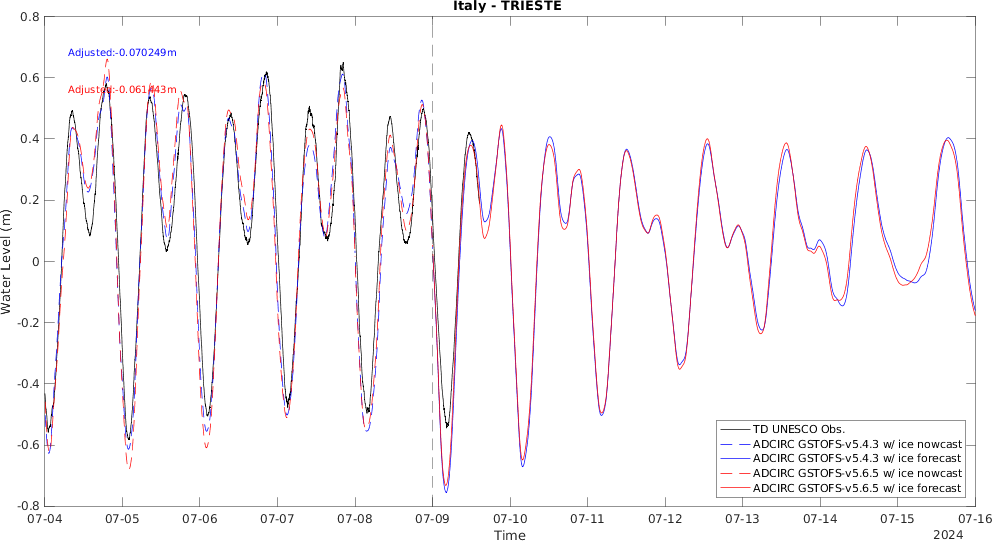 Italy - TRIESTE
Adjusted:-0.070249m
Adjusted:-0.061443m
Water Level (m)
0.8
0.6
0.4
0.2
0
-0.2
-0.4
-0.6
-0.8
TD UNESCO Obs.
ADCIRC GSTOFS-v5.4.3 w/ ice nowcast
ADCIRC GSTOFS-v5.4.3 w/ ice forecast
ADCIRC GSTOFS-v5.6.5 w/ ice nowcast
ADCIRC GSTOFS-v5.6.5 w/ ice forecast
07-04 07-05 07-06 07-07 07-08 07-09 07-10 07-11 07-12 07-13 07-14 07-15 07-16
Time
2024